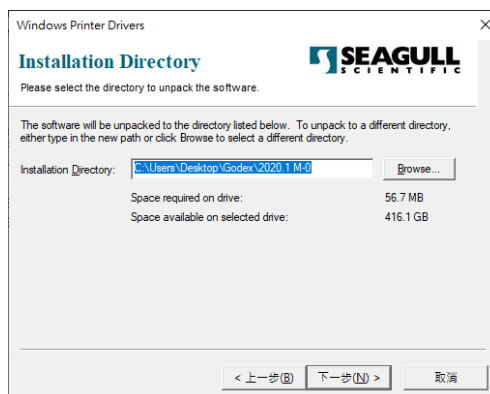 Windows Printer Drivers
Installation Directory
SEAGULL
SCIENTIFIC
Please select the directory to unpack the software.
The software will be unpacked to the directory listed below. To unpack to a different directory,
either type in the new path or click Browse to select a different directory.
Installation Directory: C:\Users\Desktop\Godex\2020.1 M-0 Browse...
Space required on drive: 56.7 MB
Space available on selected drive: 416.1 GB
< 上一步(B) 下一步(N) > 取消